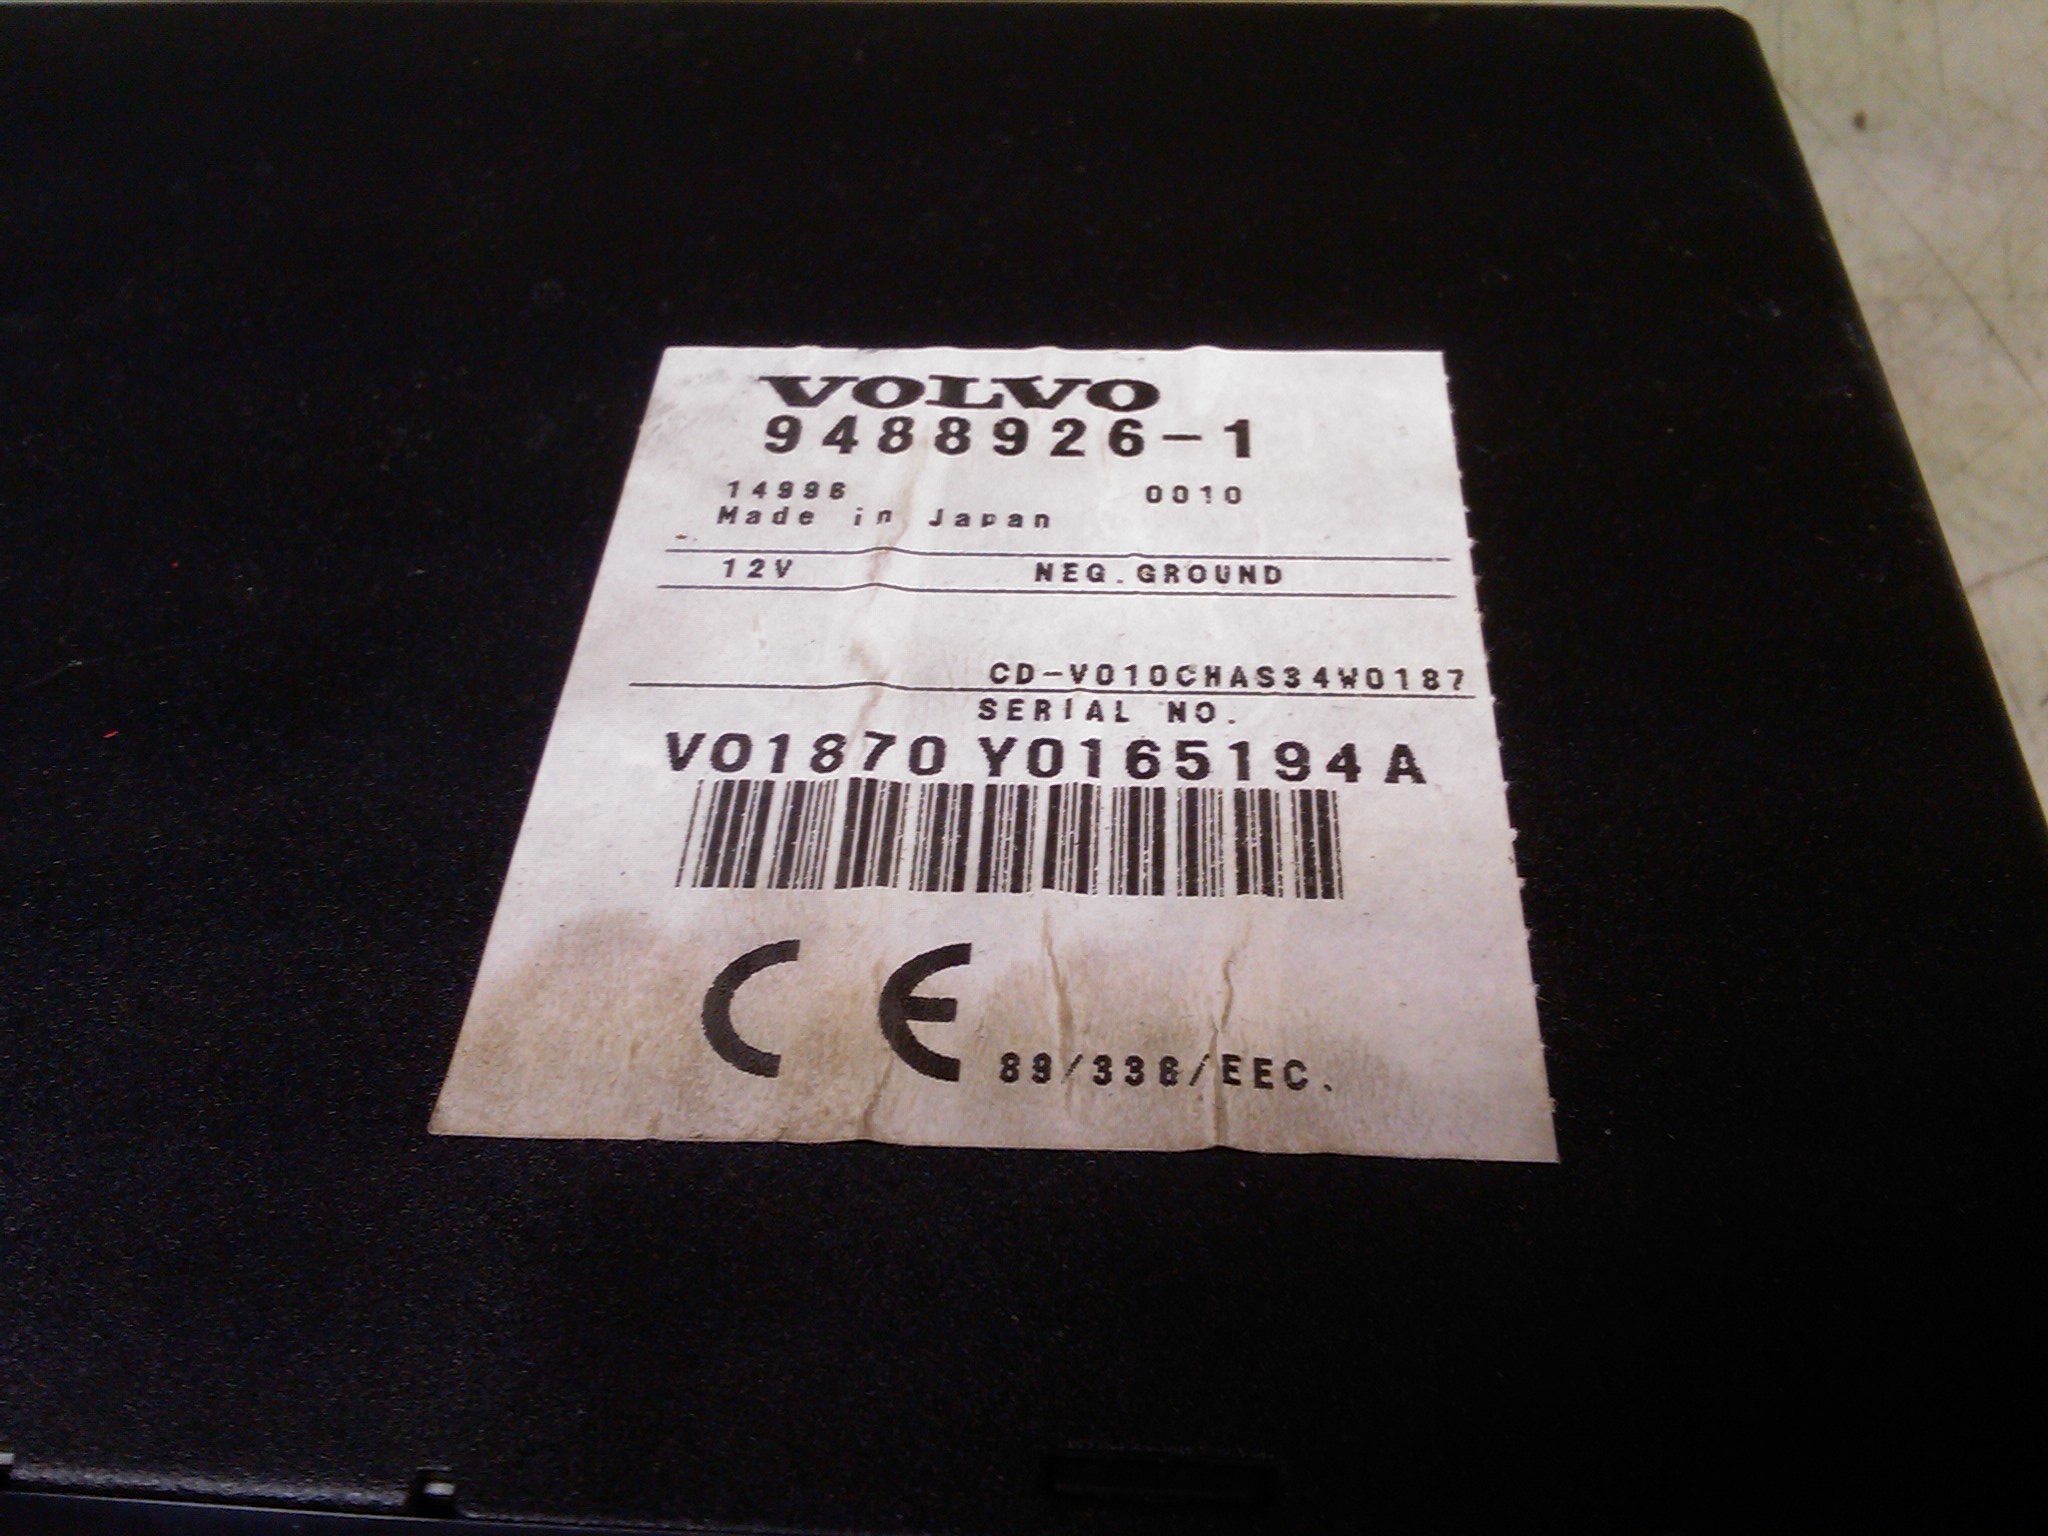 VOLVO
9488926-1
14996 0010
Made in Japan
12V NEG.GROUND
CD-V010CHAS34W0187
SERIAL NO.
V01870 Y0165194A
CE 89/336/EEC.